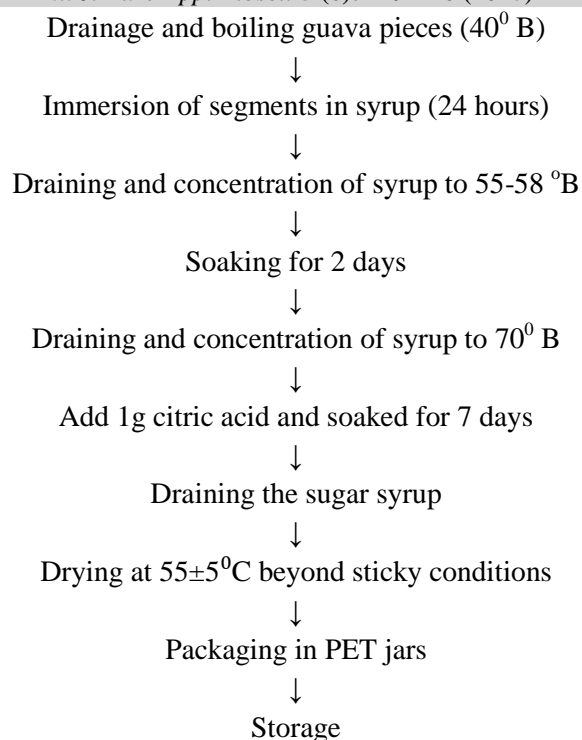 Drainage and boiling guava pieces (40⁰ B)
↓
Immersion of segments in syrup (24 hours)
↓
Draining and concentration of syrup to 55-58 ᵒB
↓
Soaking for 2 days
↓
Draining and concentration of syrup to 70⁰ B
↓
Add 1g citric acid and soaked for 7 days
↓
Draining the sugar syrup
↓
Drying at 55±5⁰C beyond sticky conditions
↓
Packaging in PET jars
↓
Storage